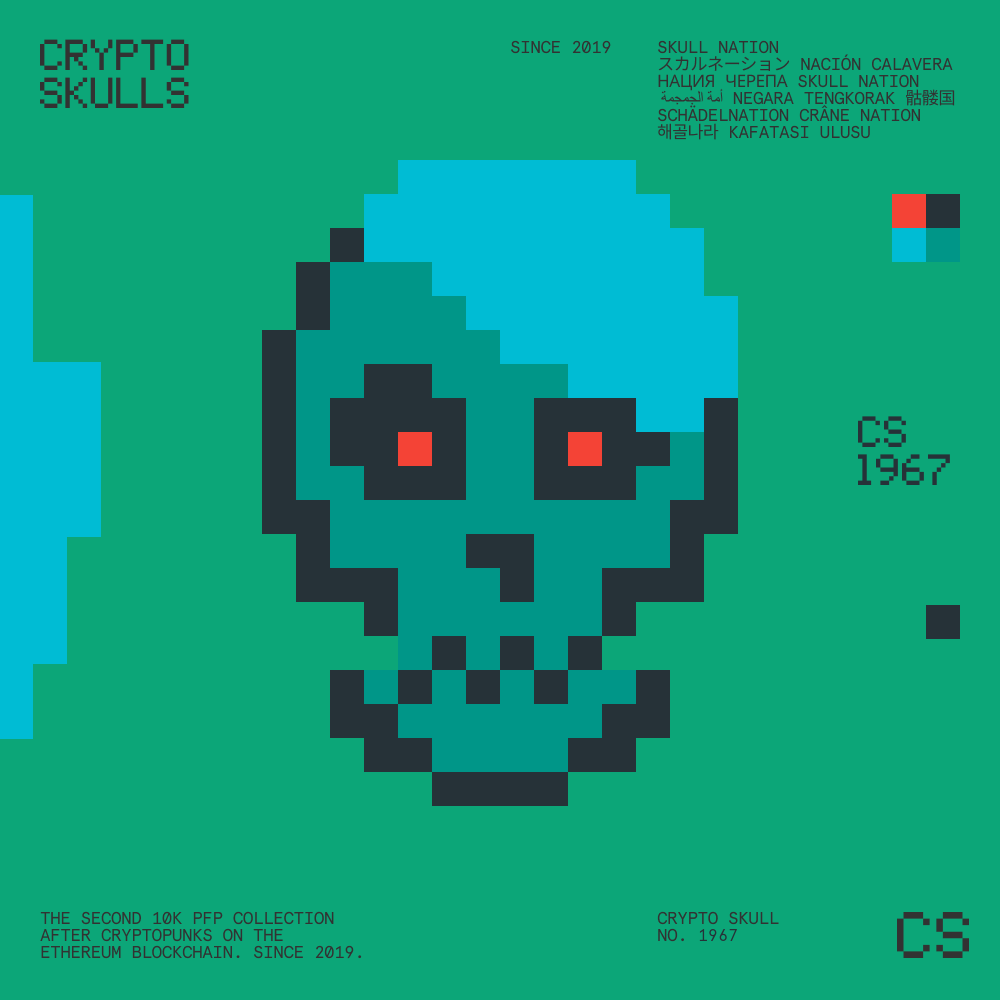 CRYPTO
SKULLS
SINCE 2019
SKULL NATION
スカルネーション NACIÓN CALAVERA
НАЦИЯ ЧЕРЕПА SKULL NATION
أمة الجمجمة NEGARA TENGKORAK 骷髅国
SCHÄDELNATION CRÂNE NATION
해골나라 KAFATASI ULUSU
CS
1967
THE SECOND 10K PFP COLLECTION
AFTER CRYPTOPUNKS ON THE
ETHEREUM BLOCKCHAIN. SINCE 2019.
CRYPTO SKULL
NO. 1967
CS